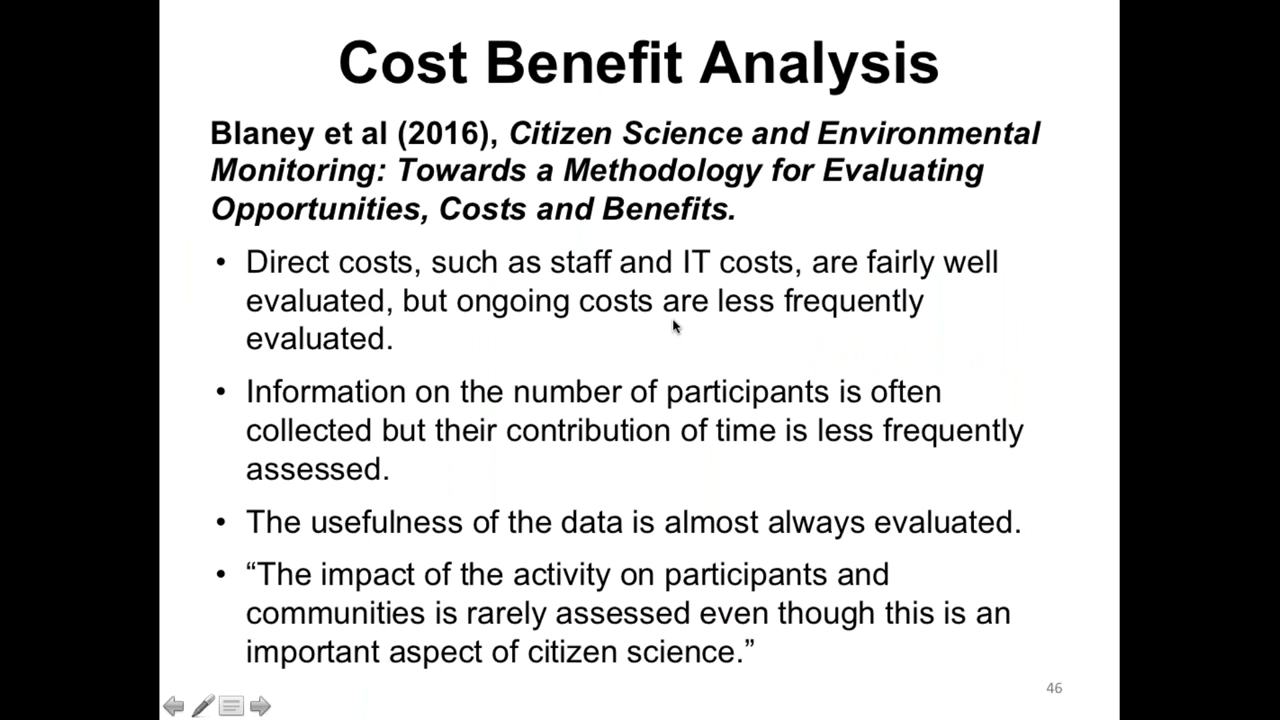 Cost Benefit Analysis
Blaney et al (2016), Citizen Science and Environmental
Monitoring: Towards a Methodology for Evaluating
Opportunities, Costs and Benefits.
• Direct costs, such as staff and IT costs, are fairly well
evaluated, but ongoing costs are less frequently
evaluated.
• Information on the number of participants is often
collected but their contribution of time is less frequently
assessed.
• The usefulness of the data is almost always evaluated.
• “The impact of the activity on participants and
communities is rarely assessed even though this is an
important aspect of citizen science.”
46